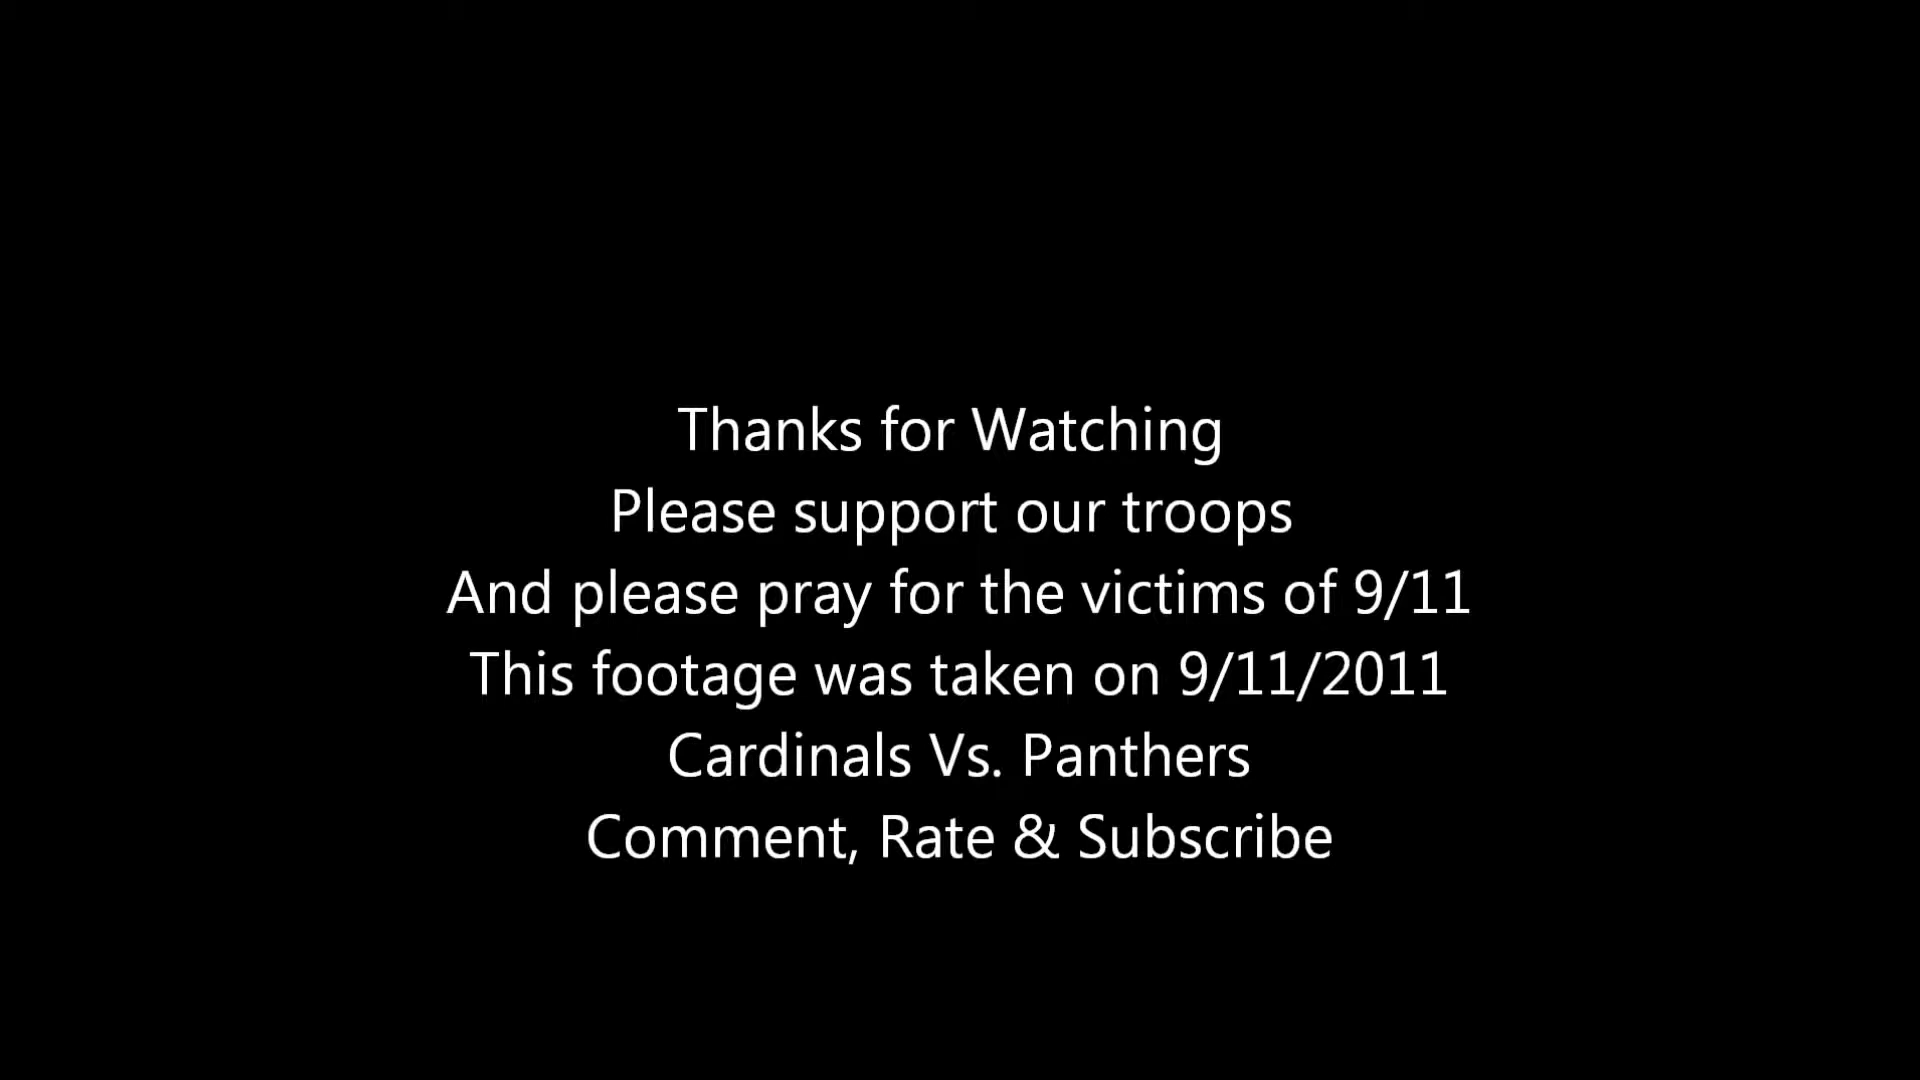 Thanks for Watching
Please support our troops
And please pray for the victims of 9/11
This footage was taken on 9/11/2011
Cardinals Vs. Panthers
Comment, Rate & Subscribe